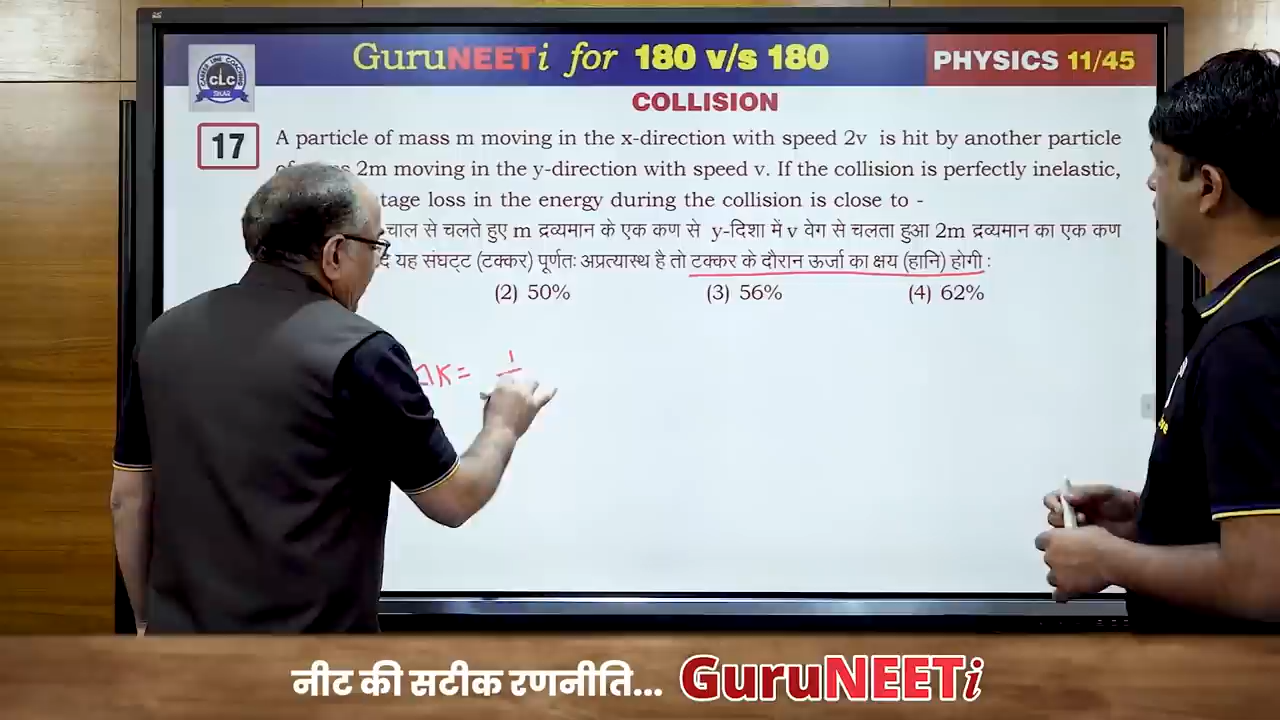 GuruNEETi for 180 v/s 180
PHYSICS 11/45
CLC
SIKAR
COLLISION
17
A particle of mass m moving in the x-direction with speed 2v is hit by another particle
2m moving in the y-direction with speed v. If the collision is perfectly inelastic,
tage loss in the energy during the collision is close to -
चाल से चलते हुए m द्रव्यमान के एक कण से y-दिशा में v वेग से चलता हुआ 2m द्रव्यमान का एक कण
यह संघट्ट (टक्कर) पूर्णतः अप्रत्यास्थ है तो टक्कर के दौरान ऊर्जा का क्षय (हानि) होगी :
(2) 50% (3) 56% (4) 62%
ΔK = 1
नीट की सटीक रणनीति... GuruNEETi